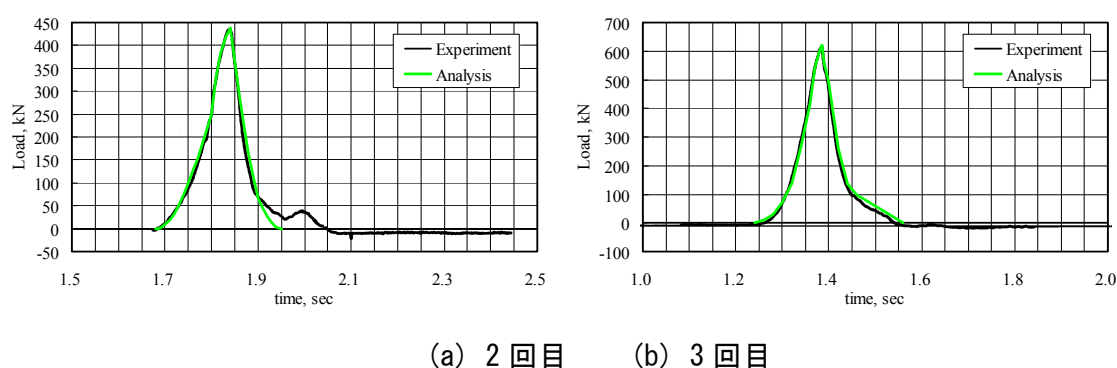 450
400
350
300
250
200
150
100
50
0
-50
Load, kN
1.5 1.7 1.9 2.1 2.3 2.5
time, sec
Experiment
Analysis
700
600
500
400
300
200
100
0
-100
Load, kN
1.0 1.2 1.4 1.6 1.8 2.0
time, sec
Experiment
Analysis
(a) 2回目 (b) 3回目